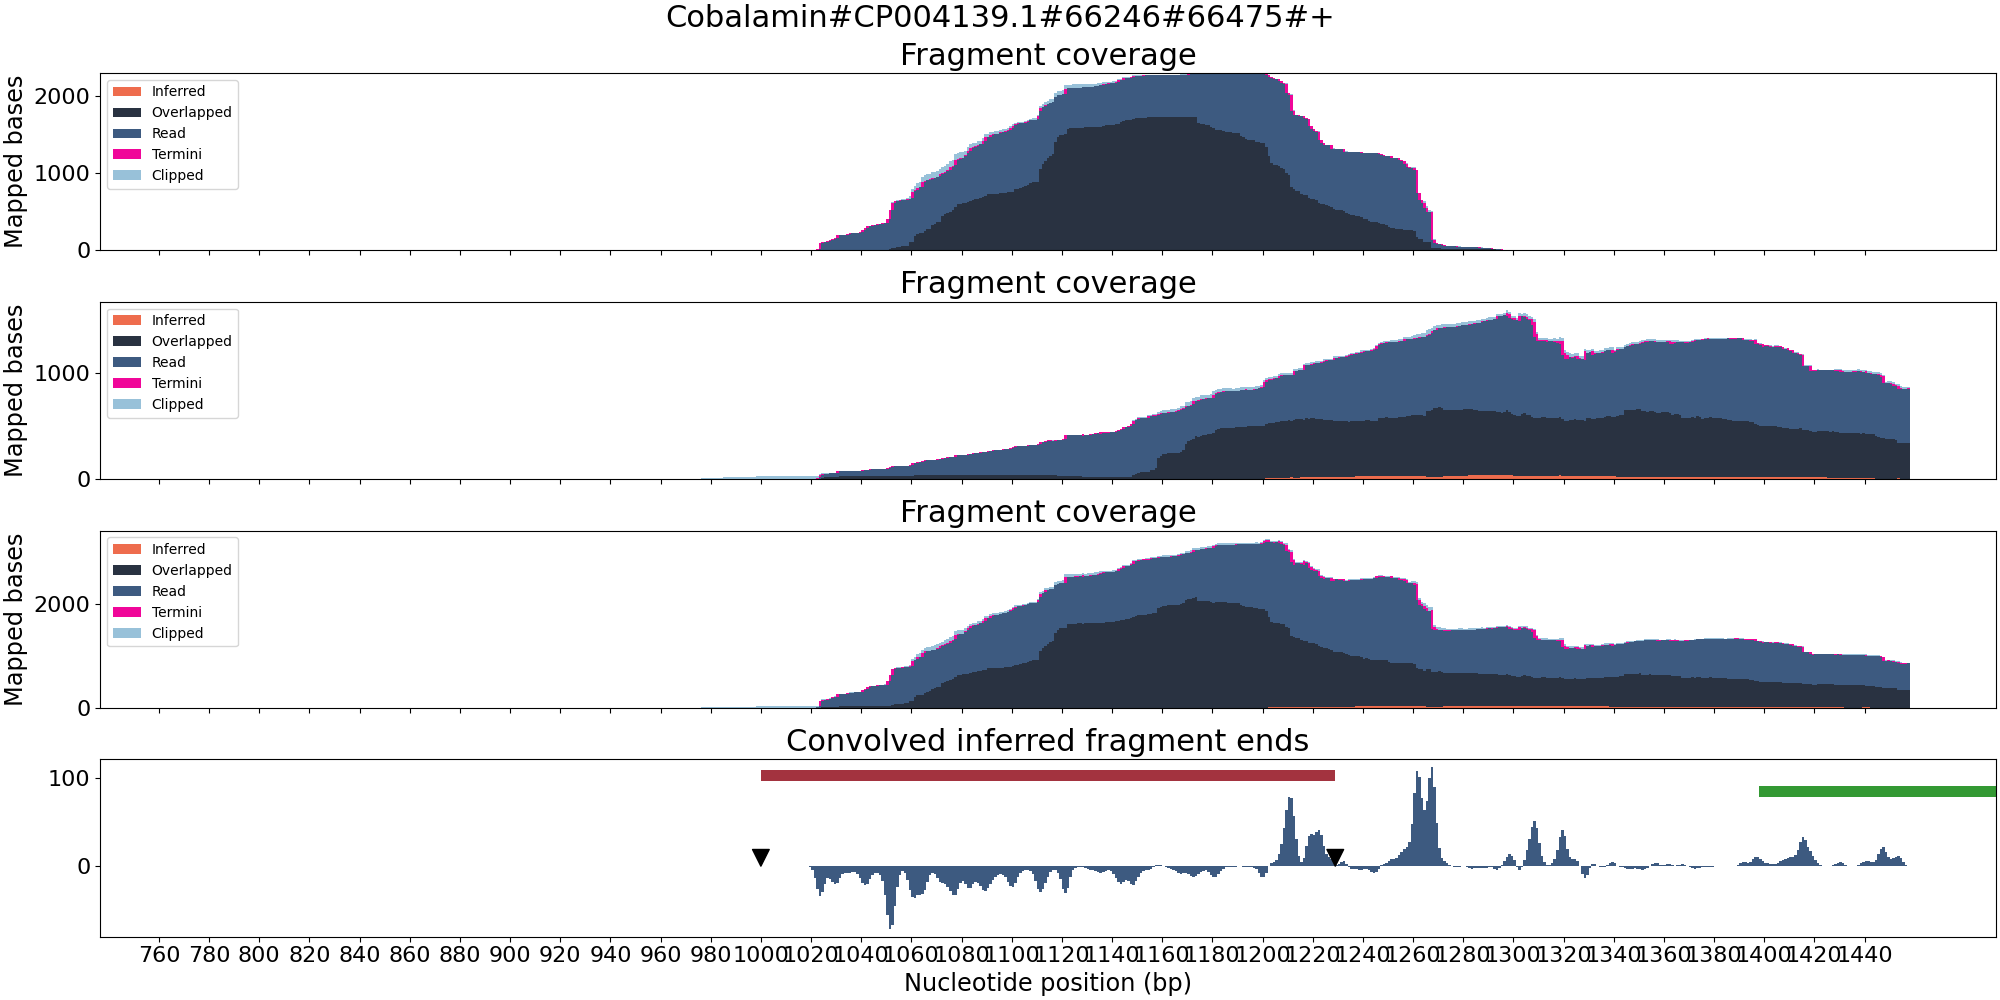 Cobalamin#CP004139.1#66246#66475#+
Fragment coverage
Mapped bases
2000
1000
0
Inferred
Overlapped
Read
Termini
Clipped
Fragment coverage
Mapped bases
1000
0
Inferred
Overlapped
Read
Termini
Clipped
Fragment coverage
Mapped bases
2000
0
Inferred
Overlapped
Read
Termini
Clipped
Convolved inferred fragment ends
100
0
760 780 800 820 840 860 880 900 920 940 960 980 1000 1020 1040 1060 1080 1100 1120 1140 1160 1180 1200 1220 1240 1260 1280 1300 1320 1340 1360 1380 1400 1420 1440
Nucleotide position (bp)